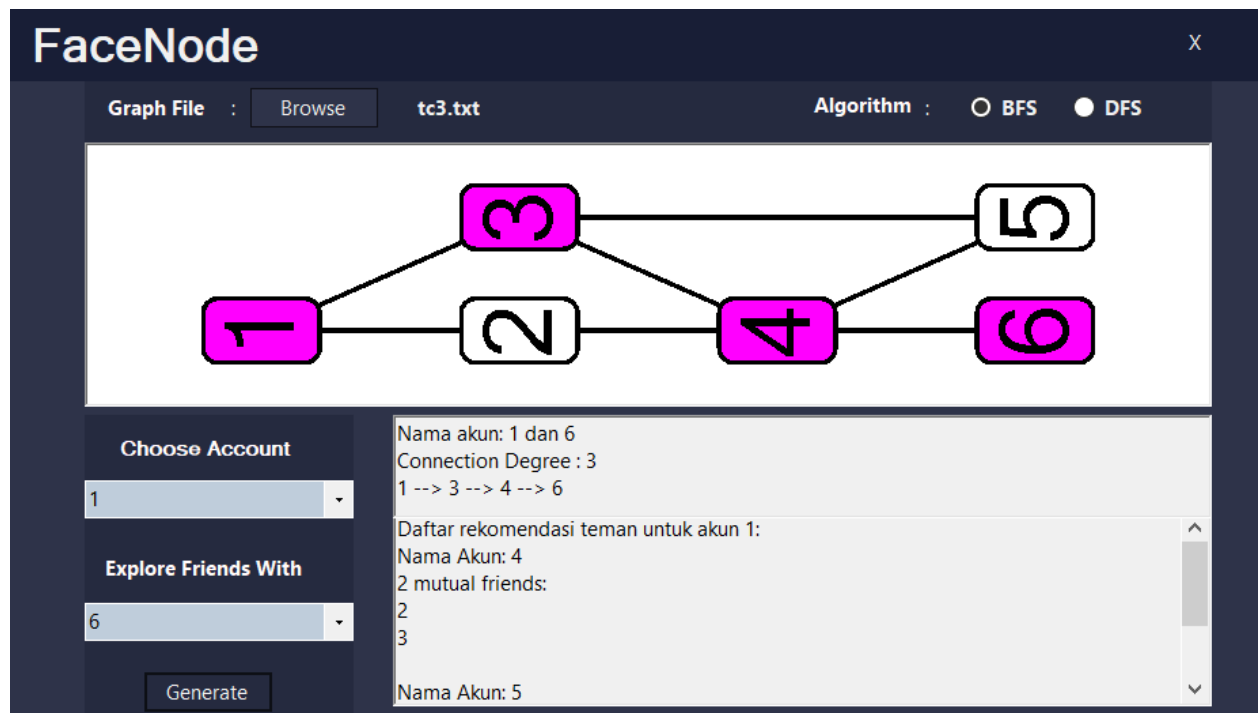 FaceNode
X
Graph File : Browse tc3.txt Algorithm : BFS DFS
3 5
1 2 4 6
Choose Account
1
Explore Friends With
6
Generate
Nama akun: 1 dan 6
Connection Degree : 3
1 --> 3 --> 4 --> 6
Daftar rekomendasi teman untuk akun 1:
Nama Akun: 4
2 mutual friends:
2
3
Nama Akun: 5